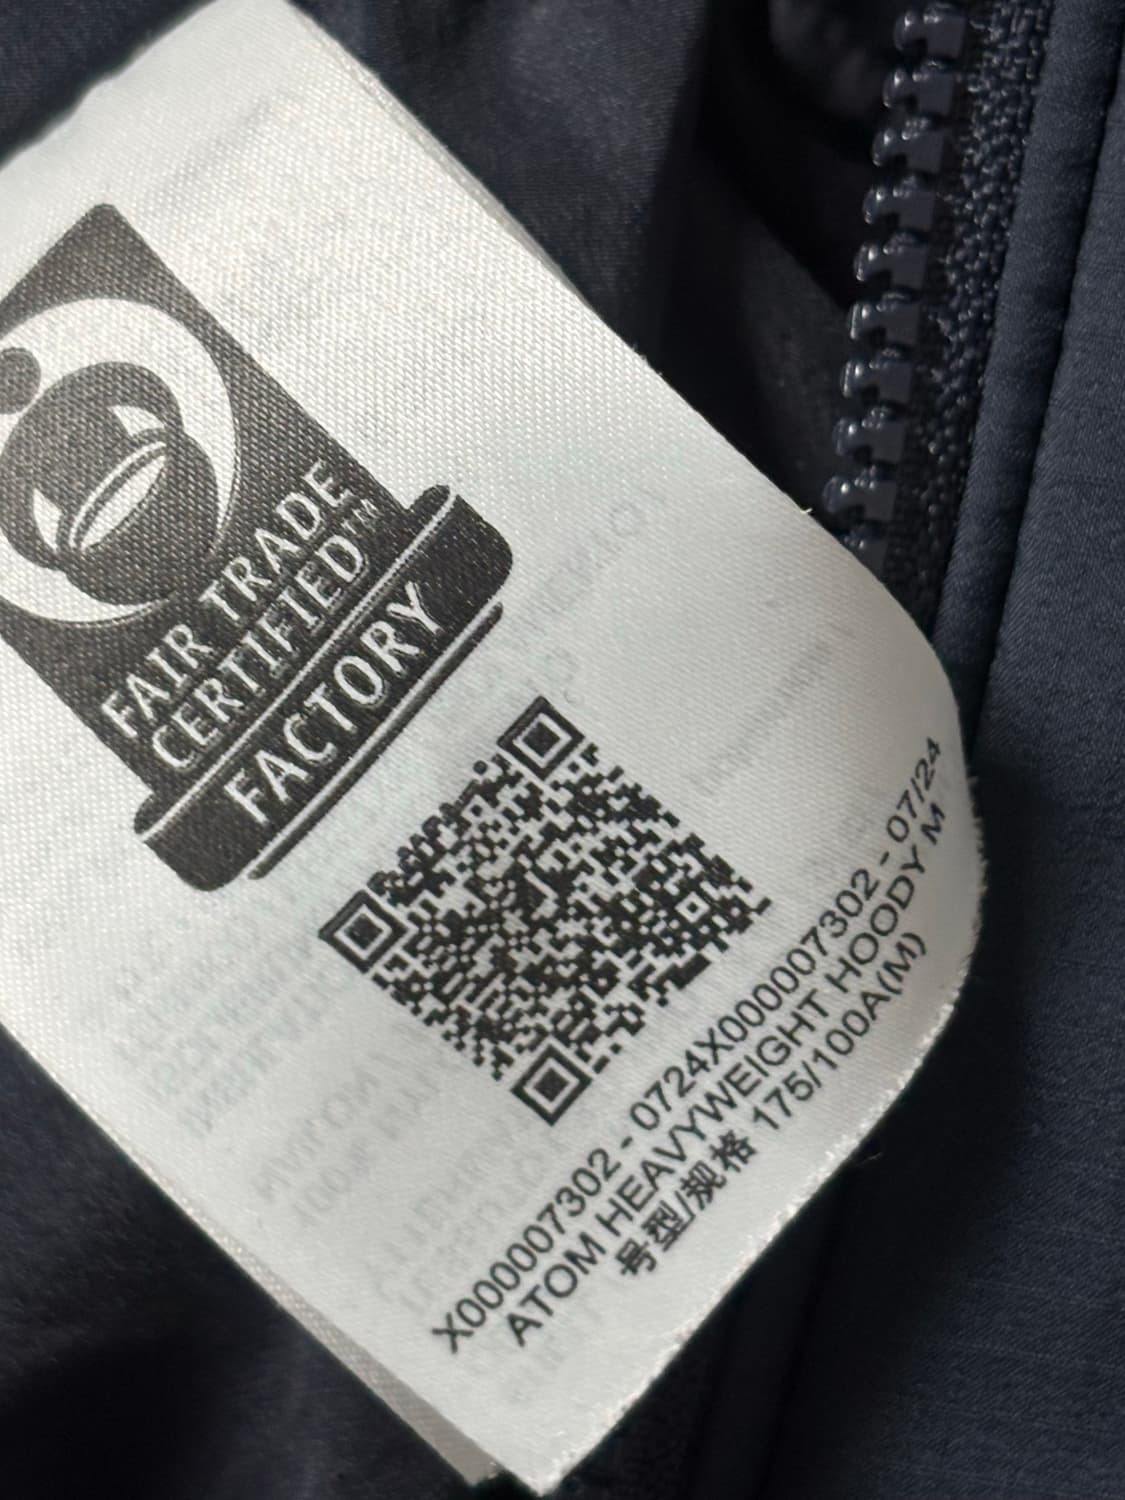 FAIR TRADE
CERTIFIED™
FACTORY
X000007302 - 0724X000007302 - 07/24
ATOM HEAVYWEIGHT HOODY M
号型/规格 175/100A(M)